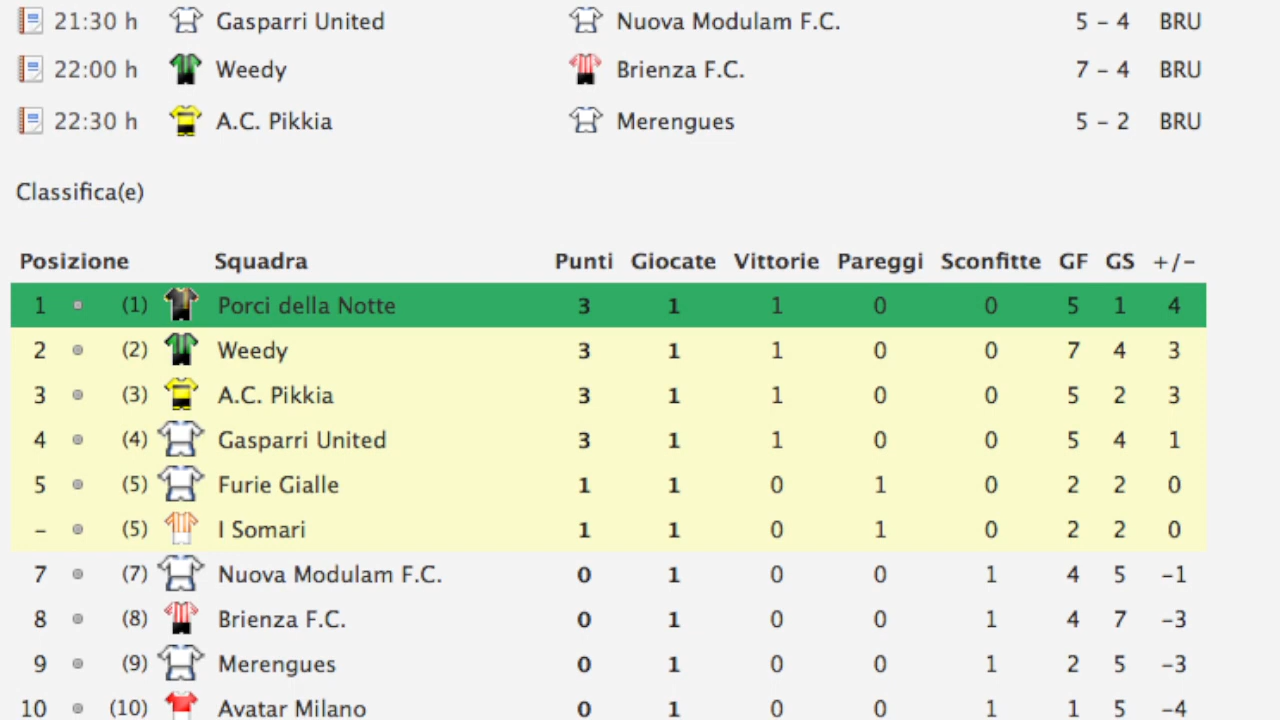 21:30 h Gasparri United Nuova Modulam F.C. 5 – 4 BRU
22:00 h Weedy Brienza F.C. 7 – 4 BRU
22:30 h A.C. Pikkia Merengues 5 – 2 BRU
Classifica(e)
Posizione Squadra Punti Giocate Vittorie Pareggi Sconfitte GF GS +/-
1 (1) Porci della Notte 3 1 1 0 0 5 1 4
2 (2) Weedy 3 1 1 0 0 7 4 3
3 (3) A.C. Pikkia 3 1 1 0 0 5 2 3
4 (4) Gasparri United 3 1 1 0 0 5 4 1
5 (5) Furie Gialle 1 1 0 1 0 2 2 0
– (5) I Somari 1 1 0 1 0 2 2 0
7 (7) Nuova Modulam F.C. 0 1 0 0 1 4 5 -1
8 (8) Brienza F.C. 0 1 0 0 1 4 7 -3
9 (9) Merengues 0 1 0 0 1 2 5 -3
10 (10) Avatar Milano 0 1 0 0 1 1 5 -4